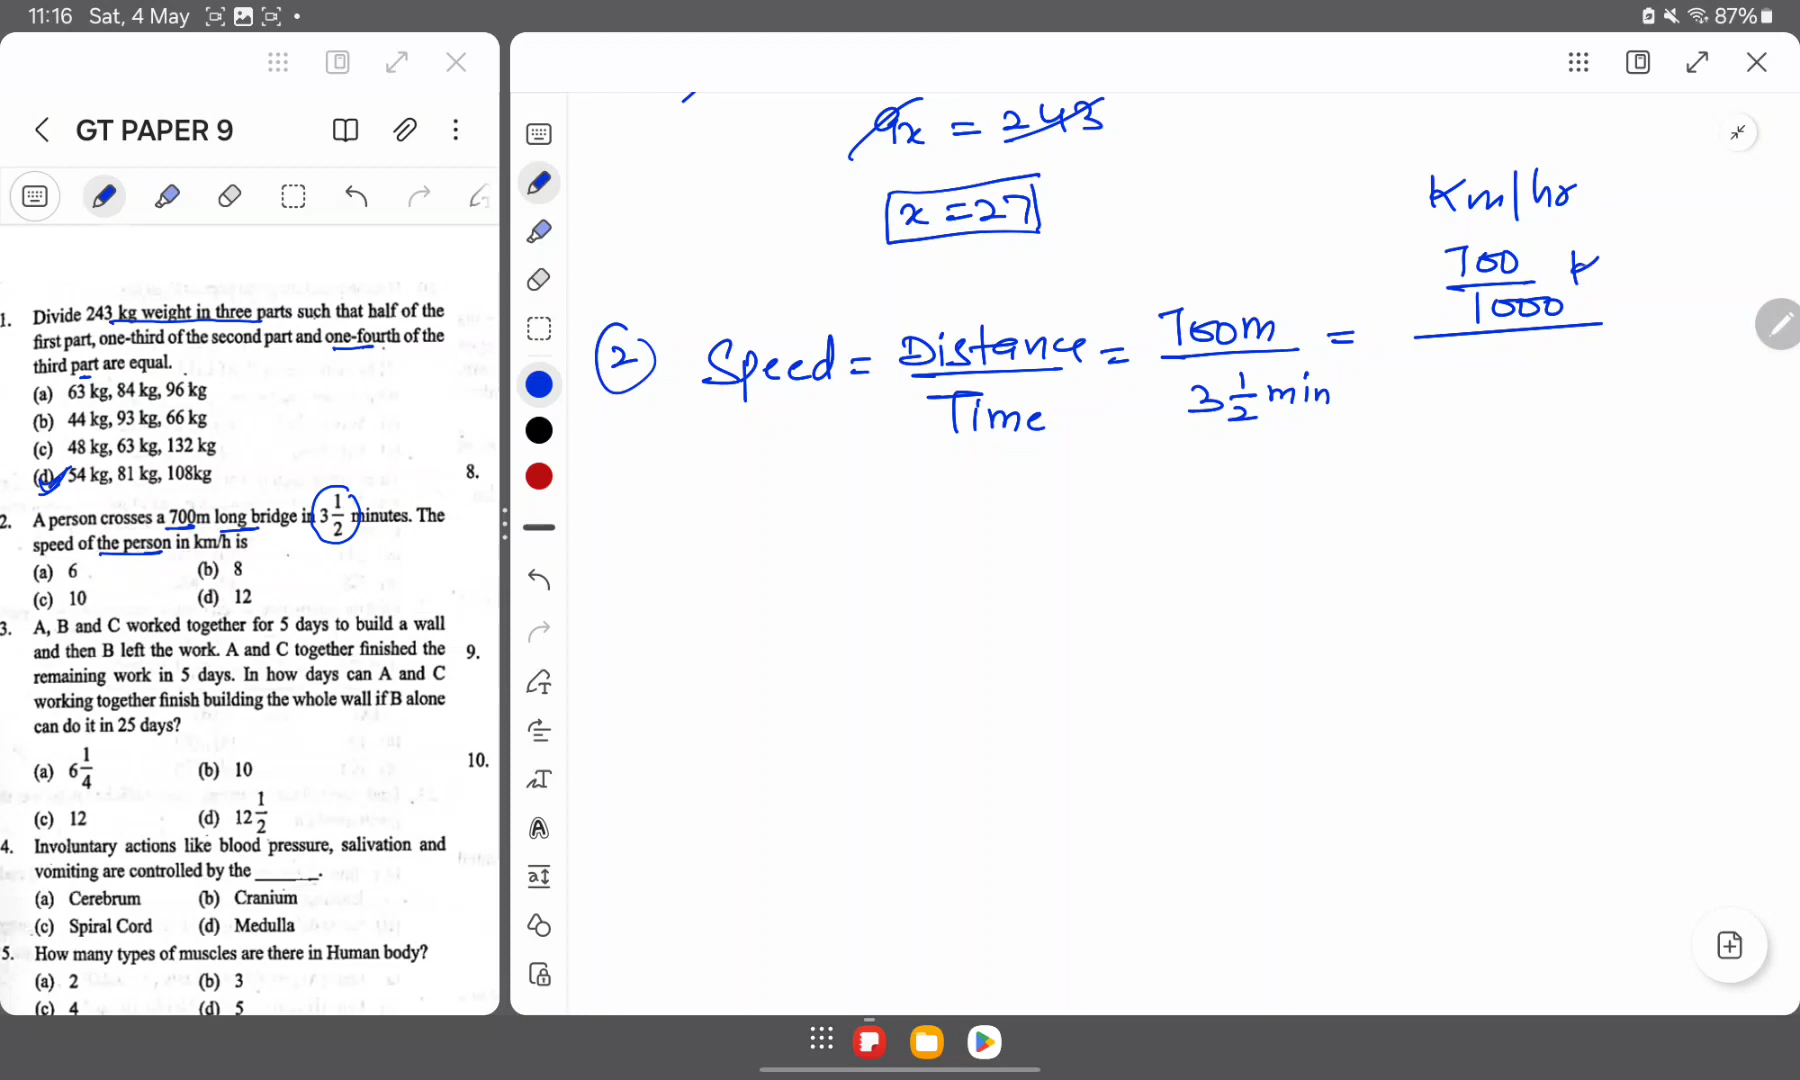 11:16 Sat, 4 May
87%
GT PAPER 9
1. Divide 243 kg weight in three parts such that half of the
first part, one-third of the second part and one-fourth of the
third part are equal.
(a) 63 kg, 84 kg, 96 kg
(b) 44 kg, 93 kg, 66 kg
(c) 48 kg, 63 kg, 132 kg
(d) 54 kg, 81 kg, 108kg
2. A person crosses a 700m long bridge in 3 1/2 minutes. The
speed of the person in km/h is
(a) 6 (b) 8
(c) 10 (d) 12
3. A, B and C worked together for 5 days to build a wall
and then B left the work. A and C together finished the
remaining work in 5 days. In how days can A and C
working together finish building the whole wall if B alone
can do it in 25 days?
(a) 6 1/4 (b) 10
(c) 12 (d) 12 1/2
4. Involuntary actions like blood pressure, salivation and
vomiting are controlled by the ______.
(a) Cerebrum (b) Cranium
(c) Spiral Cord (d) Medulla
5. How many types of muscles are there in Human body?
(a) 2 (b) 3
(c) 4 (d) 5
8.
9.
10.
9x = 243
x = 27
Km/hr
(2) Speed = Distance/Time = 700m / 3 1/2 min = 700/1000 k